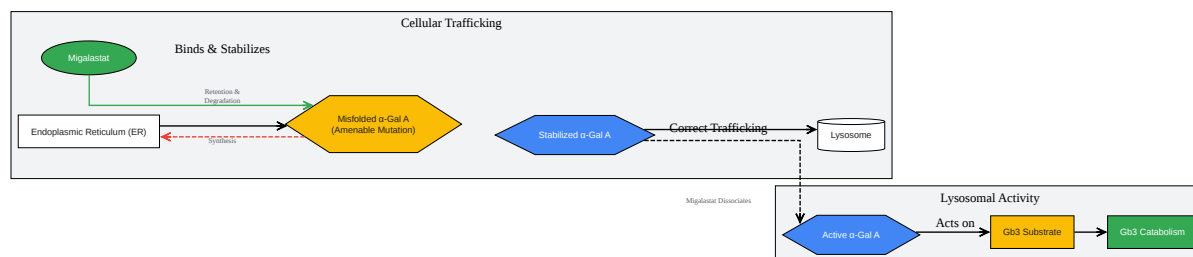 Cellular Trafficking
Binds & Stabilizes
Migalastat
Retention &
Degradation
Endoplasmic Reticulum (ER)
Misfolded α-Gal A
(Amenable Mutation)
Synthesis
Stabilized α-Gal A
Correct Trafficking
Lysosome
Migalastat Dissociates
Lysosomal Activity
Active α-Gal A
Acts on
Gb3 Substrate
Gb3 Catabolism